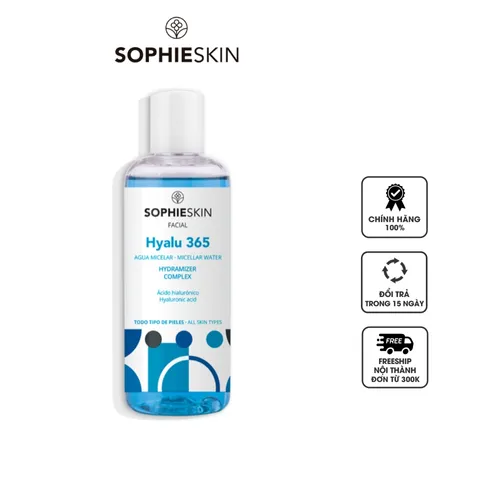 SOPHIESKIN
SOPHIESKIN
FACIAL
Hyalu 365
AGUA MICELAR · MICELLAR WATER
HYDRAMIZER
COMPLEX
Ácido hialurónico
Hyaluronic acid
TODO TIPO DE PIELES · ALL SKIN TYPES
CHÍNH HÃNG
100%
ĐỔI TRẢ
TRONG 15 NGÀY
FREE
FREESHIP
NỘI THÀNH
ĐƠN TỪ 300K